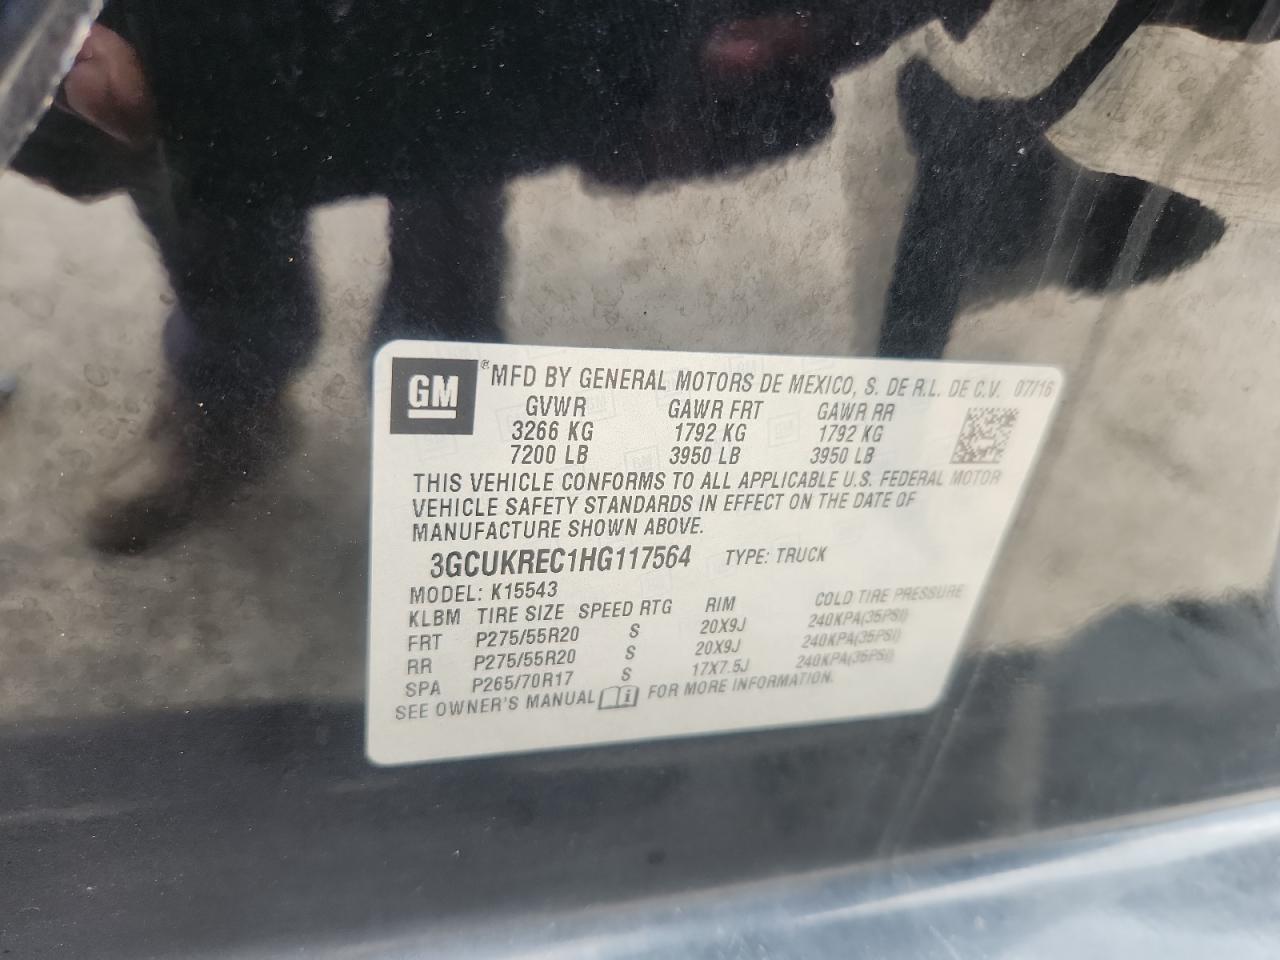 GM ® MFD BY GENERAL MOTORS DE MEXICO, S. DE R.L. DE C.V. 07/16
GVWR GAWR FRT GAWR RR
3266 KG 1792 KG 1792 KG
7200 LB 3950 LB 3950 LB
THIS VEHICLE CONFORMS TO ALL APPLICABLE U.S. FEDERAL MOTOR
VEHICLE SAFETY STANDARDS IN EFFECT ON THE DATE OF
MANUFACTURE SHOWN ABOVE.
3GCUKREC1HG117564 TYPE: TRUCK
MODEL: K15543
KLBM TIRE SIZE SPEED RTG RIM COLD TIRE PRESSURE
FRT P275/55R20 S 20X9J 240KPA(35PSI)
RR P275/55R20 S 20X9J 240KPA(35PSI)
SPA P265/70R17 S 17X7.5J 240KPA(35PSI)
SEE OWNER'S MANUAL i FOR MORE INFORMATION.